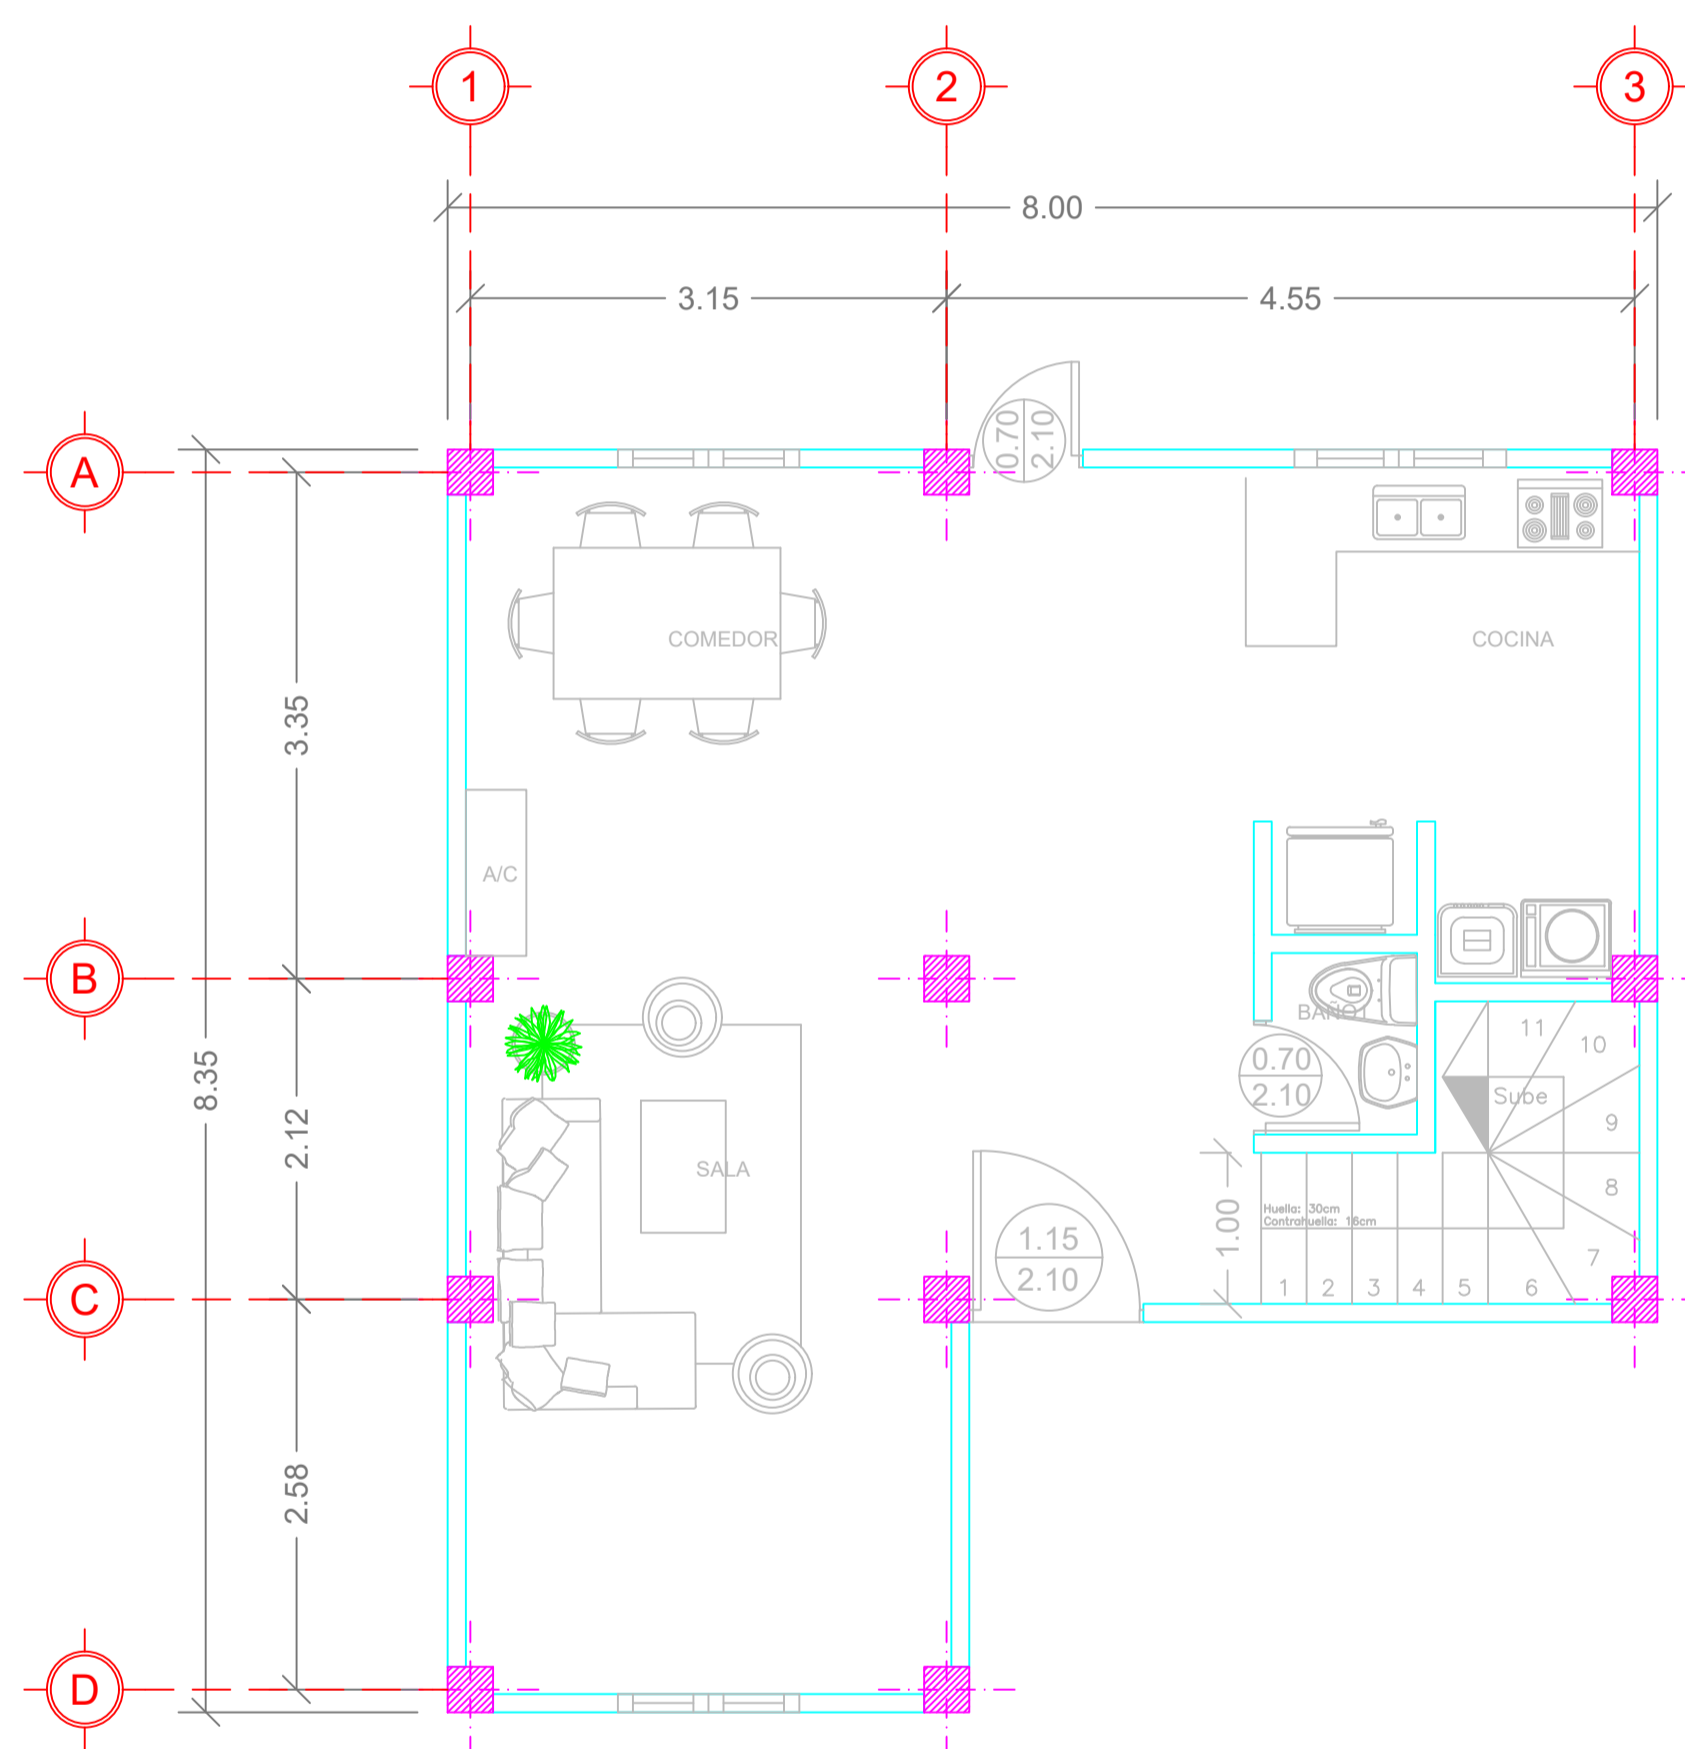 1
2
3
8.00
3.15
4.55
0.70
2.10
A
COMEDOR
COCINA
3.35
A/C
B
BAÑO
11
10
0.70
2.10
8.35
2.12
Sube
9
SALA
8
Huella: 30cm
Contrahuella: 16cm
1.00
1.15
2.10
7
1
2
3
4
5
6
C
2.58
D